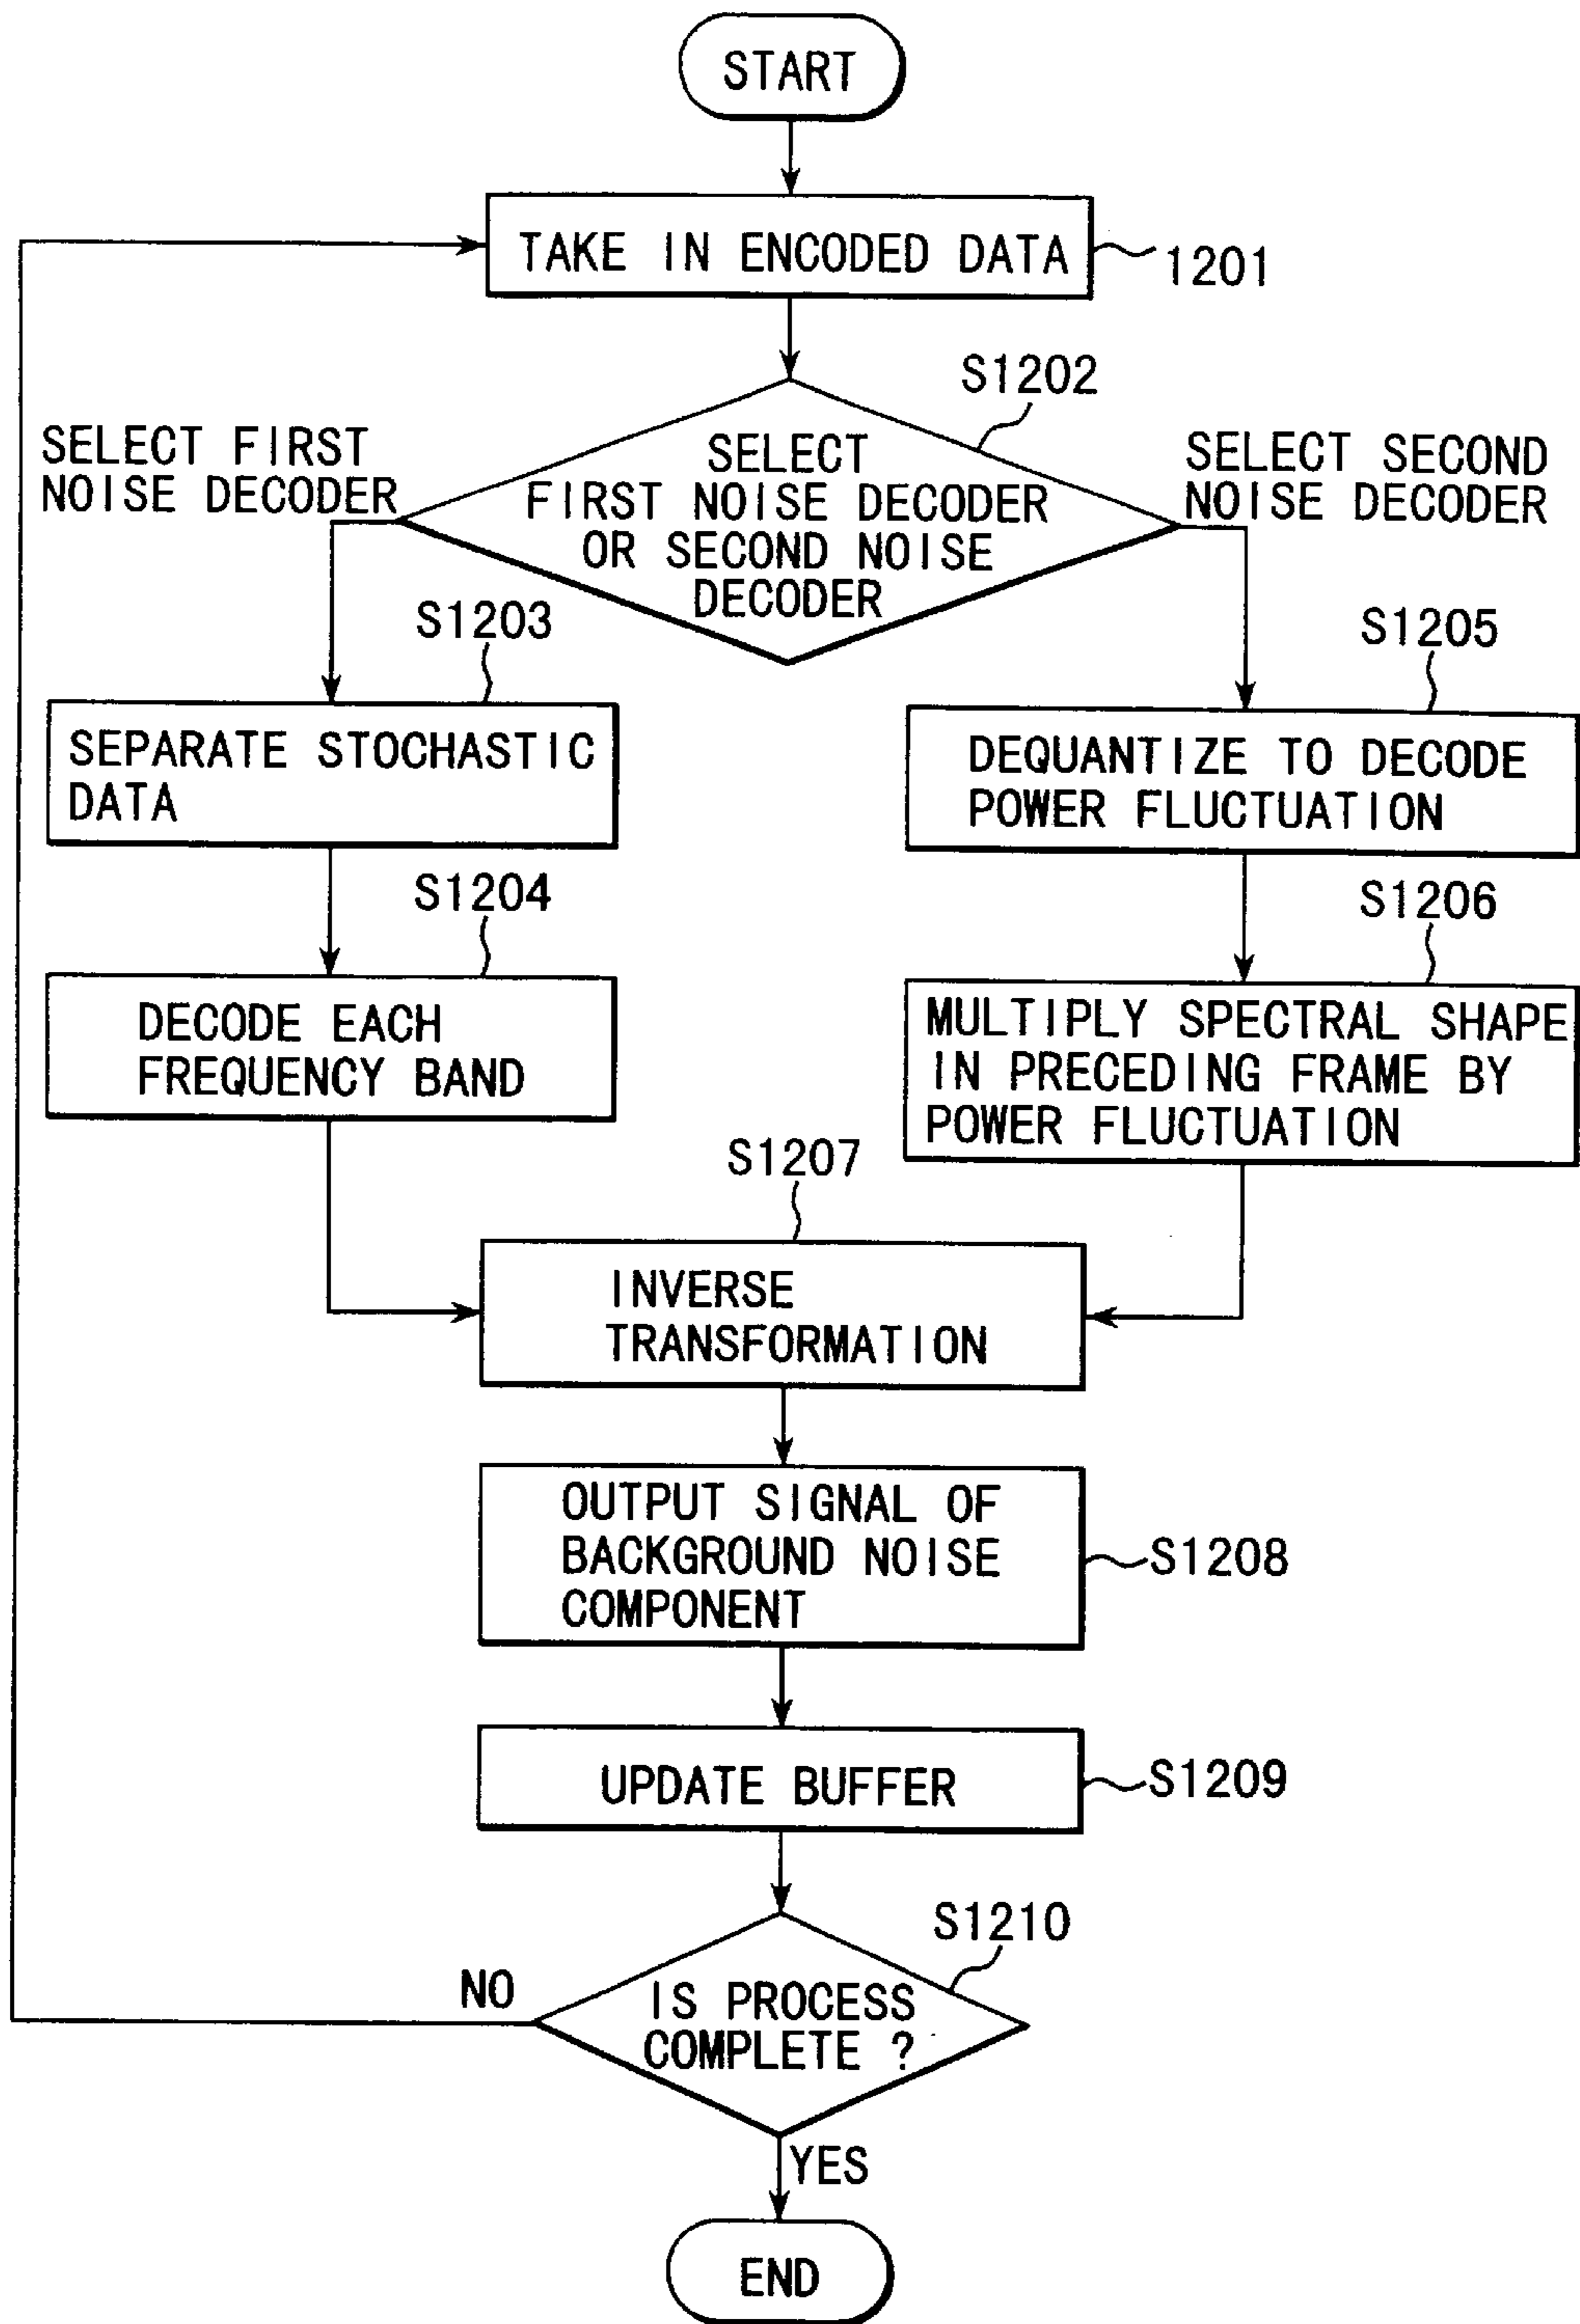 START
TAKE IN ENCODED DATA
1201
S1202
SELECT FIRST
NOISE DECODER
SELECT
FIRST NOISE DECODER
OR SECOND NOISE
DECODER
SELECT SECOND
NOISE DECODER
S1203
SEPARATE STOCHASTIC
DATA
S1205
DEQUANTIZE TO DECODE
POWER FLUCTUATION
S1204
DECODE EACH
FREQUENCY BAND
S1206
MULTIPLY SPECTRAL SHAPE
IN PRECEDING FRAME BY
POWER FLUCTUATION
S1207
INVERSE
TRANSFORMATION
OUTPUT SIGNAL OF
BACKGROUND NOISE
COMPONENT
S1208
UPDATE BUFFER
S1209
S1210
NO
IS PROCESS
COMPLETE ?
YES
END